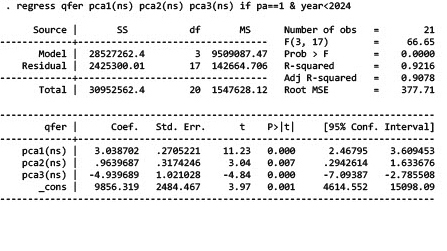 . regress qfer pca1(ns) pca2(ns) pca3(ns) if pa==1 & year<2024
Source | SS df MS Number of obs = 21
F(3, 17) = 66.65
Model | 28527262.4 3 9509087.47 Prob > F = 0.0000
Residual | 2425300.01 17 142664.706 R-squared = 0.9216
Adj R-squared = 0.9078
Total | 30952562.4 20 1547628.12 Root MSE = 377.71
qfer | Coef. Std. Err. t P>|t| [95% Conf. Interval]
pca1(ns) | 3.038702 .2705221 11.23 0.000 2.46795 3.609453
pca2(ns) | .9639687 .3174246 3.04 0.007 .2942614 1.633676
pca3(ns) | -4.939689 1.021028 -4.84 0.000 -7.09387 -2.785508
_cons | 9856.319 2484.467 3.97 0.001 4614.552 15098.09